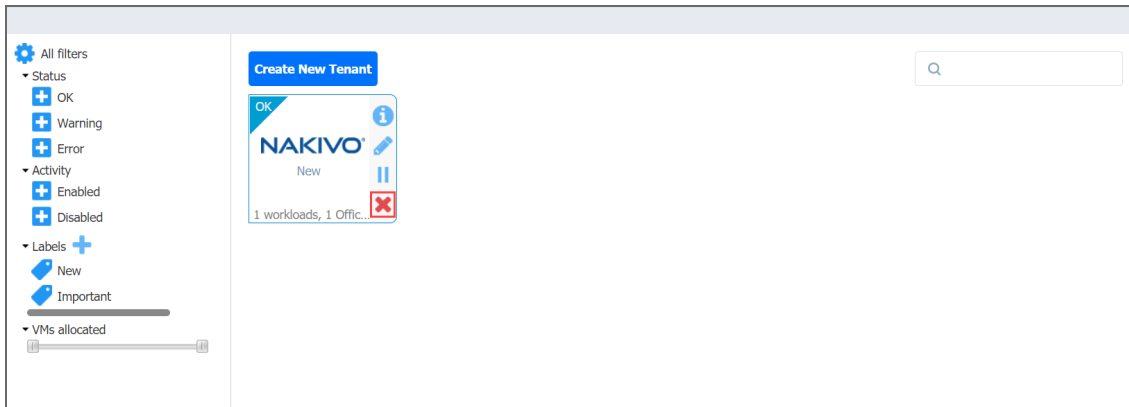 All filters
Status
OK
Warning
Error
Activity
Enabled
Disabled
Labels
New
Important
VMs allocated
Create New Tenant
OK
NAKIVO
New
1 workloads, 1 Offic...